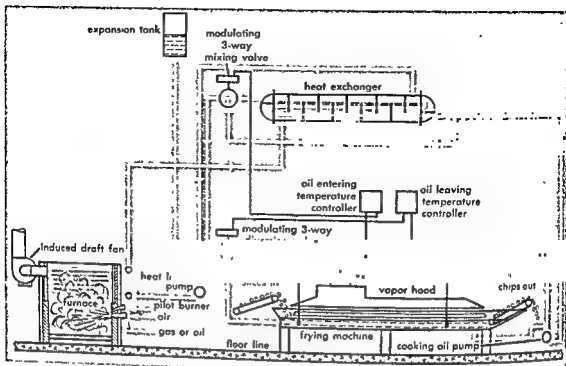 expansion tank
modulating
3-way
mixing valve
heat exchanger
oil entering
temperature
controller
oil leaving
temperature
controller
modulating 3-way
Induced draft fan
heat
pump
furnace
pilot burner
air
gas or oil
vapor hood
chips out
floor line
frying machine
cooking oil pump